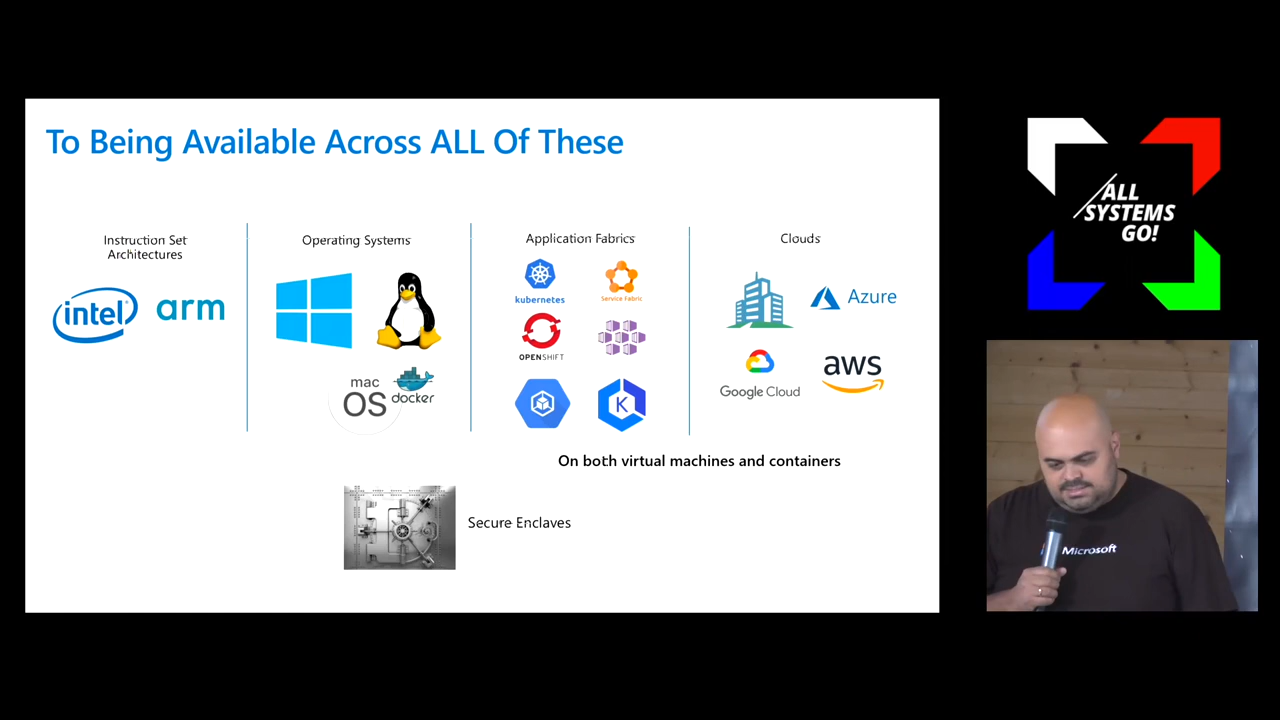 To Being Available Across ALL Of These
Instruction Set
Architectures
intel
arm
Operating Systems
mac
OS
docker
Application Fabrics
kubernetes
Service Fabric
OPENSHIFT
K
Clouds
Azure
Google Cloud
aws
On both virtual machines and containers
Secure Enclaves
ALL
SYSTEMS
GO!
Microsoft